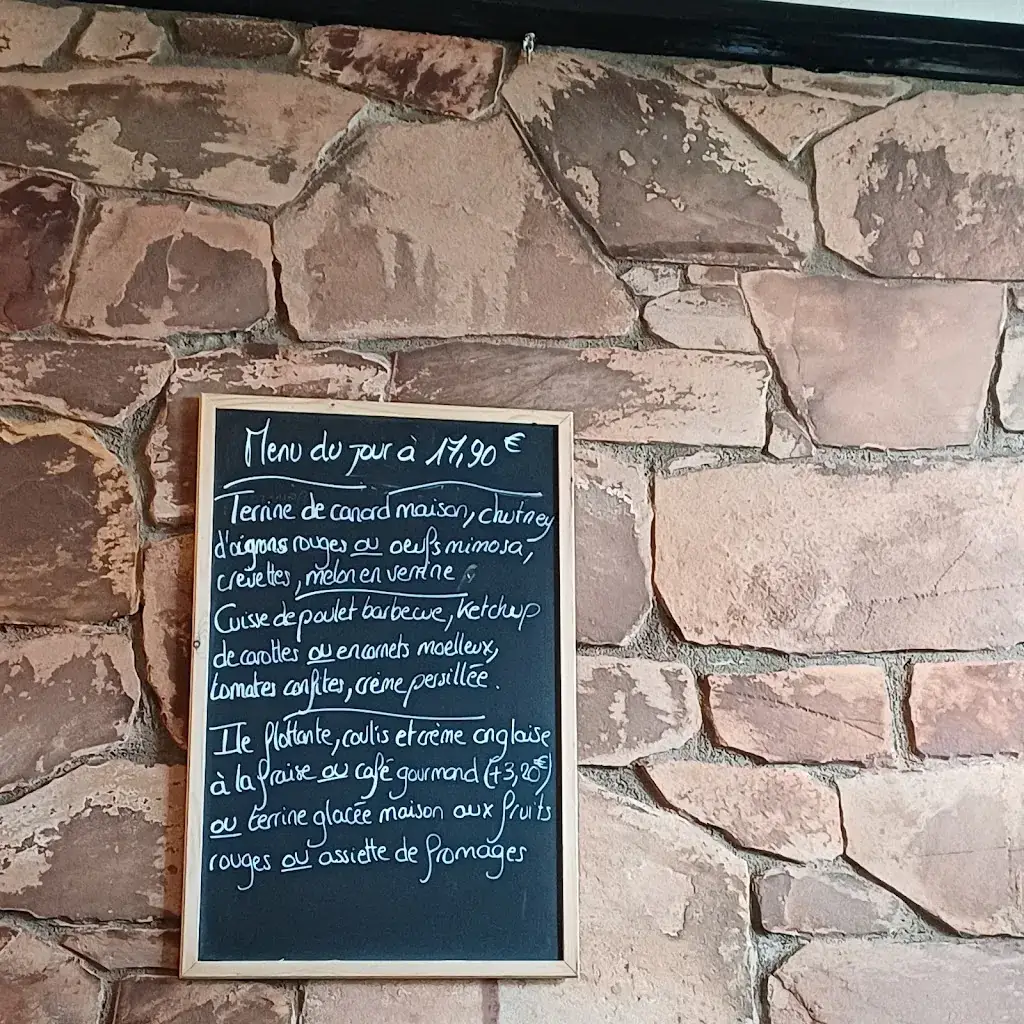 Menu du jour à 17,90 €
Terrine de canard maison, chutney
d'oignons rouges ou oeufs mimosa,
crevettes, melon en verrine
Cuisse de poulet barbecue, ketchup
de carottes ou encornets moelleux,
tomates confites, crème persillée.
Ile flottante, coulis et crème anglaise
à la fraise ou café gourmand (+3,20€)
ou terrine glacée maison aux fruits
rouges ou assiette de fromages